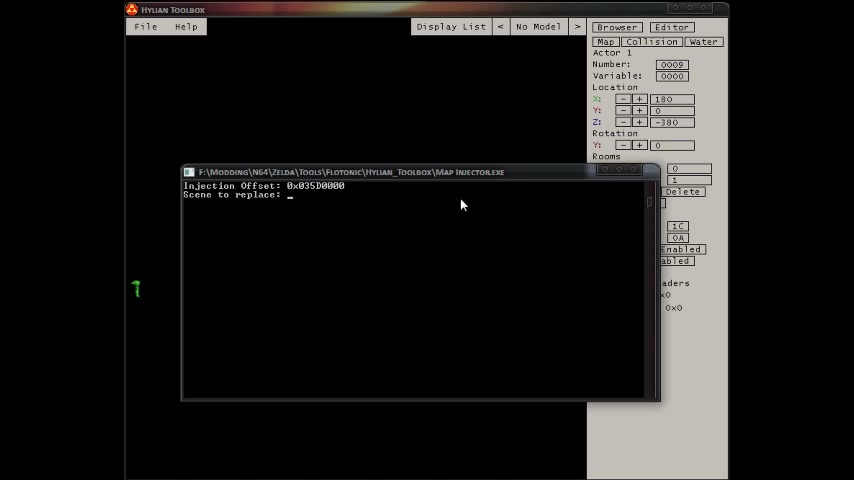 Hylian Toolbox
File Help
Display List < No Model >
Browser Editor
Map Collision Water
Actor 1
Number: 0009
Variable: 0000
Location
X: - + 180
Y: - + 0
Z: - + -380
Rotation
Y: - + 0
Rooms
F:\Modding\N64\Zelda\Tools\Flotonic\Hylian_Toolbox\Map Injector.exe
0
Injection Offset: 0x035D0000
1
Scene to replace: _
Delete
1C
0A
Enabled
abled
aders
x0
0x0